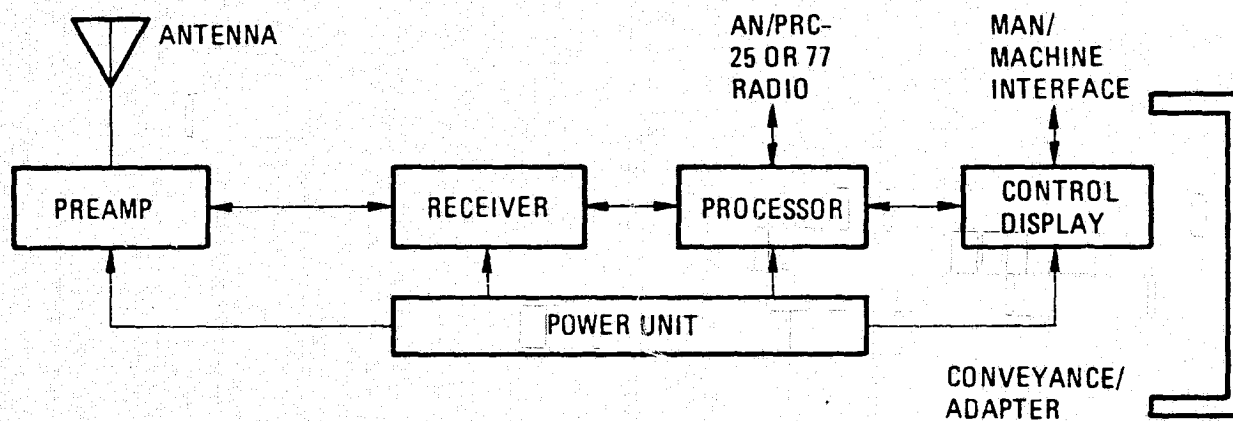 ANTENNA
AN/PRC-
25 OR 77
RADIO
MAN/
MACHINE
INTERFACE
PREAMP
RECEIVER
PROCESSOR
CONTROL
DISPLAY
POWER UNIT
CONVEYANCE/
ADAPTER